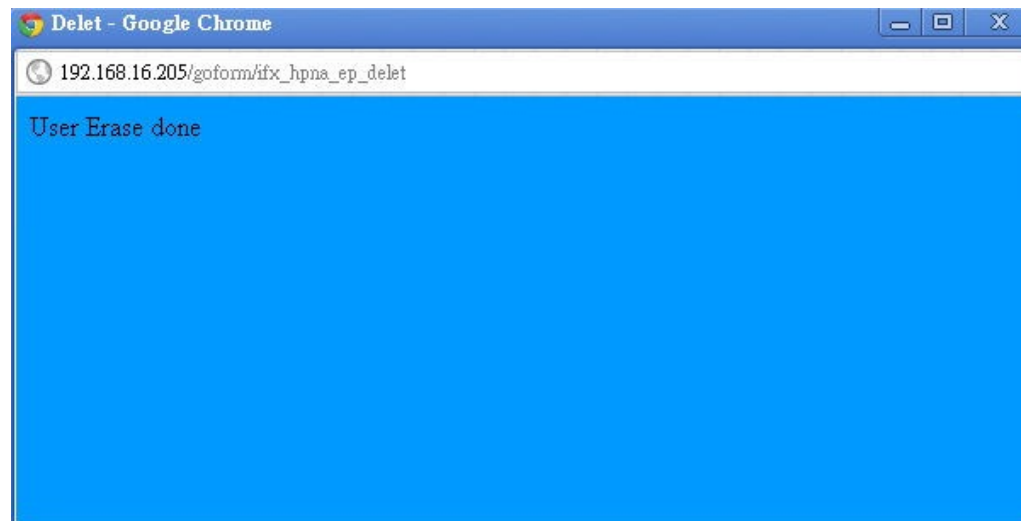 Delet - Google Chrome
192.168.16.205/goform/ifx_hpna_ep_delet
User Erase done